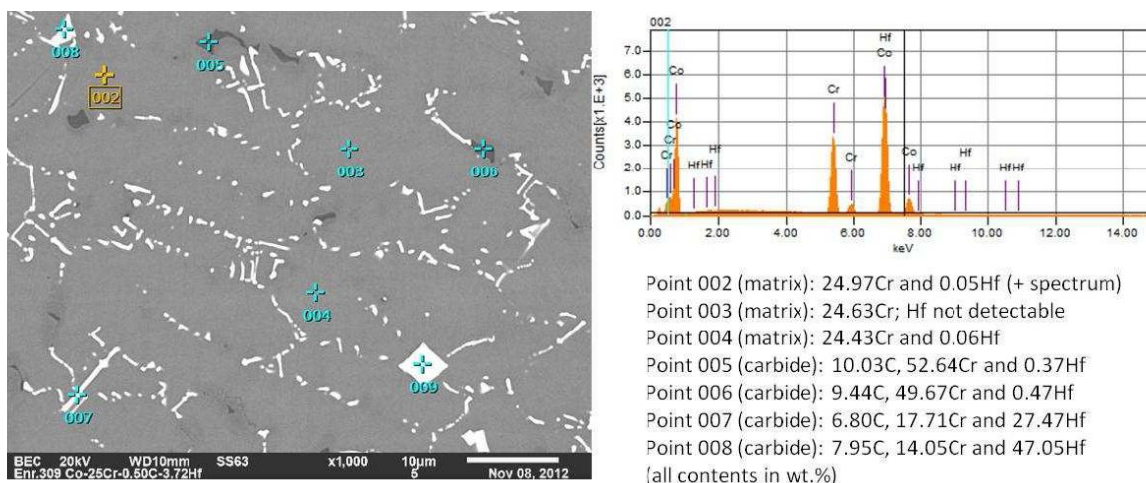 008
005
002
003
006
004
009
007
BEC 20kV WD10mm SS63 x1,000 10µm
Enr.309 Co-25Cr-0.50C-3.72Hf 5 Nov 08, 2012
002
Counts[x1.E+3]
7.0
6.0
5.0
4.0
3.0
2.0
1.0
0.0
Hf
Co
Co
Cr
Co
Cr
Cr
Hf
Hf
Hf
Cr
Co
Hf
Hf
Hf
Hf
Hf
0.00 2.00 4.00 6.00 8.00 10.00 12.00 14.00
keV
Point 002 (matrix): 24.97Cr and 0.05Hf (+ spectrum)
Point 003 (matrix): 24.63Cr; Hf not detectable
Point 004 (matrix): 24.43Cr and 0.06Hf
Point 005 (carbide): 10.03C, 52.64Cr and 0.37Hf
Point 006 (carbide): 9.44C, 49.67Cr and 0.47Hf
Point 007 (carbide): 6.80C, 17.71Cr and 27.47Hf
Point 008 (carbide): 7.95C, 14.05Cr and 47.05Hf
(all contents in wt.%)